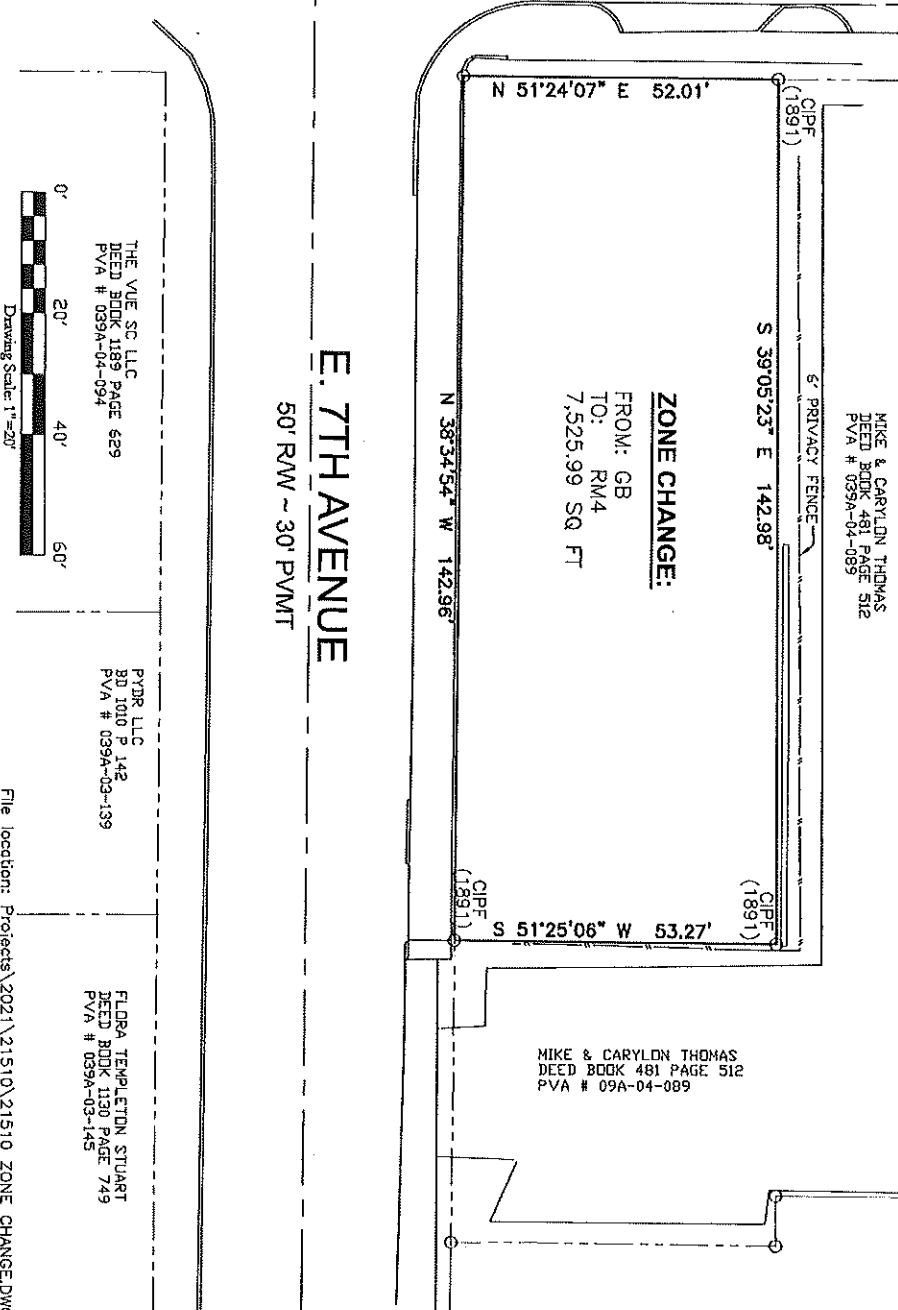 N 51°24'07" E 52.01'
CIPF
(1891)
MIKE & CARYLON THOMAS
DEED BOOK 481 PAGE 512
PVA # 039A-04-089
6' PRIVACY FENCE
S 39°05'23" E 142.98'
ZONE CHANGE:
FROM: GB
TO: RM4
7,525.99 SQ FT
N 38°34'54" W 142.96'
E. 7TH AVENUE
50' R/W ~ 30' PVMT
THE VUE SC LLC
DEED BOOK 1189 PAGE 629
PVA # 039A-04-094
0' 20' 40' 60'
Drawing Scale: 1"=20'
PYDR LLC
BD 1010 P 142
PVA # 039A-03-139
CIPF
(1891)
CIPF
(1891)
S 51°25'06" W 53.27'
MIKE & CARYLON THOMAS
DEED BOOK 481 PAGE 512
PVA # 09A-04-089
FLORA TEMPLETON STUART
DEED BOOK 1130 PAGE 749
PVA # 039A-03-145
File location: Projects\2021\21510\21510 ZONE CHANGE.DWG